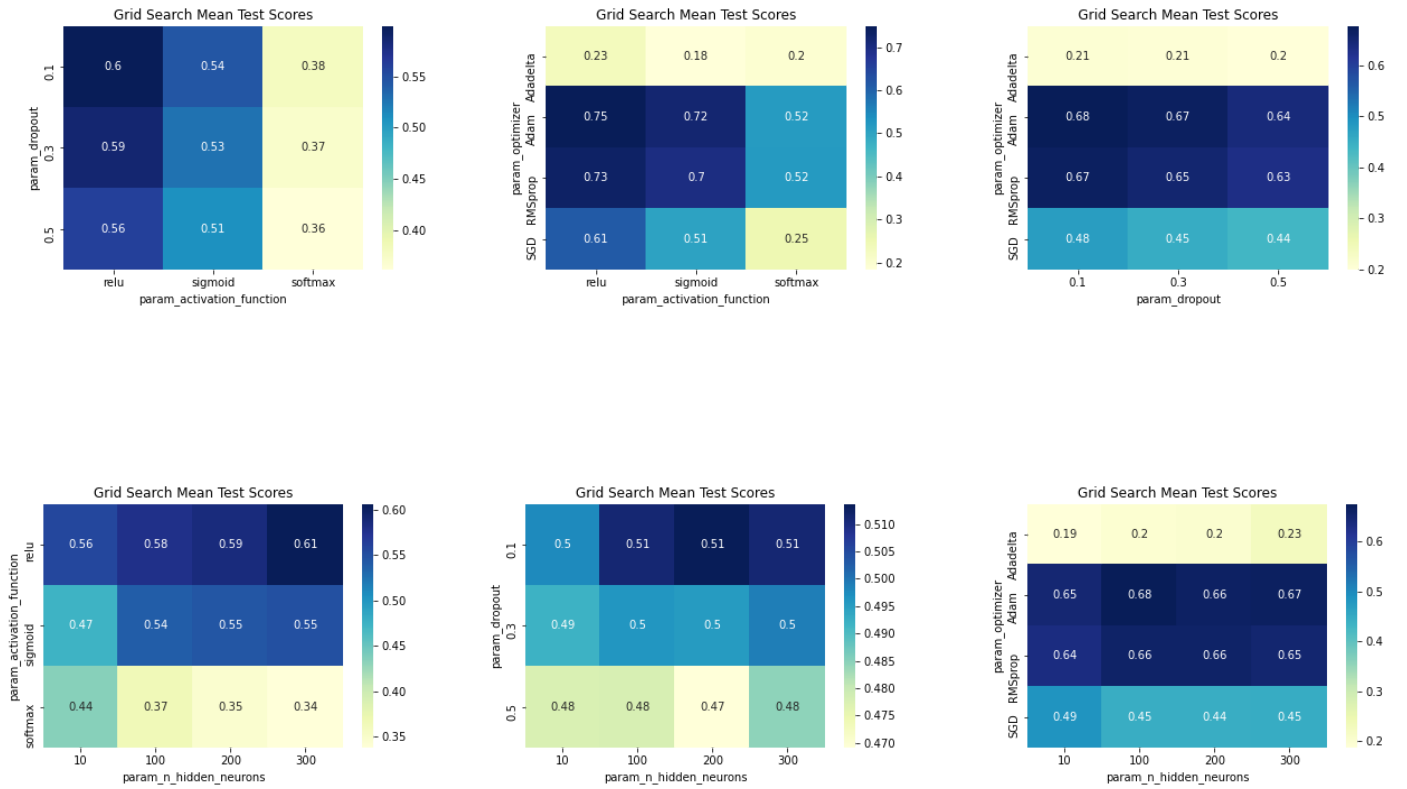 Grid Search Mean Test Scores
param_dropout
0.1
0.3
0.5
0.6 0.54 0.38
0.59 0.53 0.37
0.56 0.51 0.36
relu sigmoid softmax
param_activation_function
0.55
0.50
0.45
0.40
Grid Search Mean Test Scores
param_optimizer
Adadelta
Adam
RMSprop
SGD
0.23 0.18 0.2
0.75 0.72 0.52
0.73 0.7 0.52
0.61 0.51 0.25
relu sigmoid softmax
param_activation_function
0.7
0.6
0.5
0.4
0.3
0.2
Grid Search Mean Test Scores
param_optimizer
Adadelta
Adam
RMSprop
SGD
0.21 0.21 0.2
0.68 0.67 0.64
0.67 0.65 0.63
0.48 0.45 0.44
0.1 0.3 0.5
param_dropout
0.6
0.5
0.4
0.3
0.2
Grid Search Mean Test Scores
param_activation_function
relu
sigmoid
softmax
0.56 0.58 0.59 0.61
0.47 0.54 0.55 0.55
0.44 0.37 0.35 0.34
10 100 200 300
param_n_hidden_neurons
0.60
0.55
0.50
0.45
0.40
0.35
Grid Search Mean Test Scores
param_dropout
0.1
0.3
0.5
0.5 0.51 0.51 0.51
0.49 0.5 0.5 0.5
0.48 0.48 0.47 0.48
10 100 200 300
param_n_hidden_neurons
0.510
0.505
0.500
0.495
0.490
0.485
0.480
0.475
0.470
Grid Search Mean Test Scores
param_optimizer
Adadelta
Adam
RMSprop
SGD
0.19 0.2 0.2 0.23
0.65 0.68 0.66 0.67
0.64 0.66 0.66 0.65
0.49 0.45 0.44 0.45
10 100 200 300
param_n_hidden_neurons
0.6
0.5
0.4
0.3
0.2